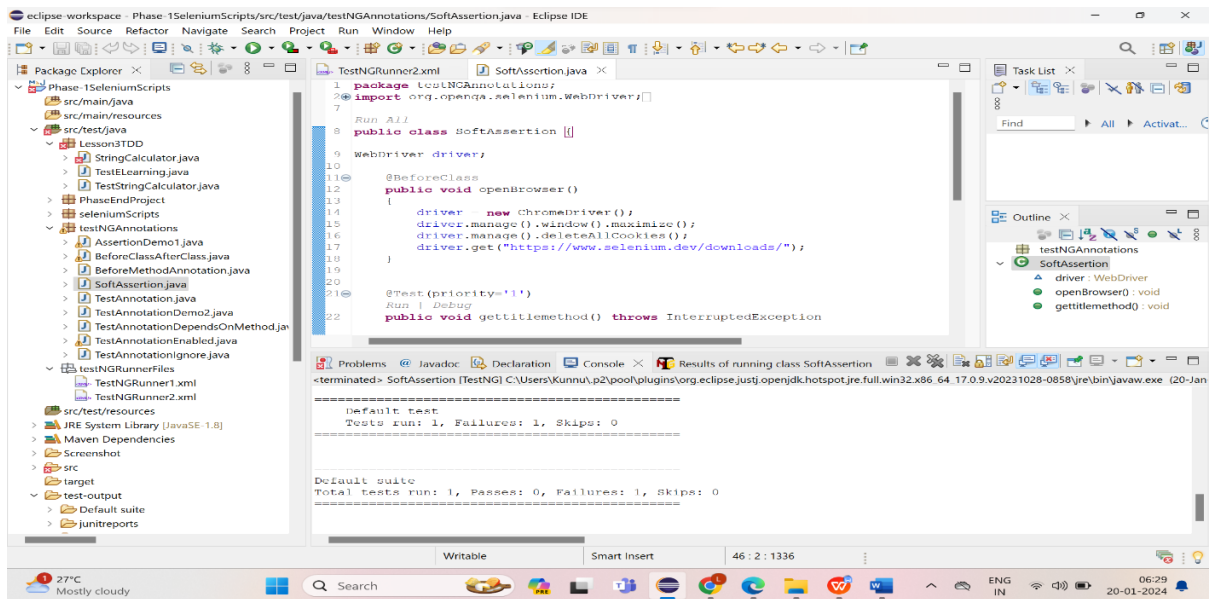 eclipse-workspace - Phase-1SeleniumScripts/src/test/java/testNGAnnotations/SoftAssertion.java - Eclipse IDE
File Edit Source Refactor Navigate Search Project Run Window Help
Package Explorer
Phase-1SeleniumScripts
src/main/java
src/main/resources
src/test/java
Lesson3TDD
StringCalculator.java
TestELearning.java
TestStringCalculator.java
PhaseEndProject
seleniumScripts
testNGAnnotations
AssertionDemo1.java
BeforeClassAfterClass.java
BeforeMethodAnnotation.java
SoftAssertion.java
TestAnnotation.java
TestAnnotationDemo2.java
TestAnnotationDependsOnMethod.jav
TestAnnotationEnabled.java
TestAnnotationIgnore.java
testNGRunnerFiles
TestNGRunner1.xml
TestNGRunner2.xml
src/test/resources
JRE System Library [JavaSE-1.8]
Maven Dependencies
Screenshot
src
target
test-output
Default suite
junitreports
TestNGRunner2.xml SoftAssertion.java
1 package testNGAnnotations;
2 import org.openqa.selenium.WebDriver;
7
Run All
8 public class SoftAssertion {
9 WebDriver driver;
10
11 @BeforeClass
12 public void openBrowser()
13 {
14 driver = new ChromeDriver();
15 driver.manage().window().maximize();
16 driver.manage().deleteAllCookies();
17 driver.get("https://www.selenium.dev/downloads/");
18 }
19
20
21 @Test(priority='1')
Run | Debug
22 public void gettitlemethod() throws InterruptedException
Task List
Find All Activat...
Outline
testNGAnnotations
SoftAssertion
driver : WebDriver
openBrowser() : void
gettitlemethod() : void
Problems @ Javadoc Declaration Console Results of running class SoftAssertion
<terminated> SoftAssertion [TestNG] C:\Users\Kunnu\.p2\pool\plugins\org.eclipse.justj.openjdk.hotspot.jre.full.win32.x86_64_17.0.9.v20231028-0858\jre\bin\javaw.exe (20-Jan
===============================================
Default test
Tests run: 1, Failures: 1, Skips: 0
===============================================
===============================================
Default suite
Total tests run: 1, Passes: 0, Failures: 1, Skips: 0
===============================================
Writable Smart Insert 46 : 2 : 1336
1 27°C
Mostly cloudy
Search
PRE
ENG
IN
06:29
20-01-2024